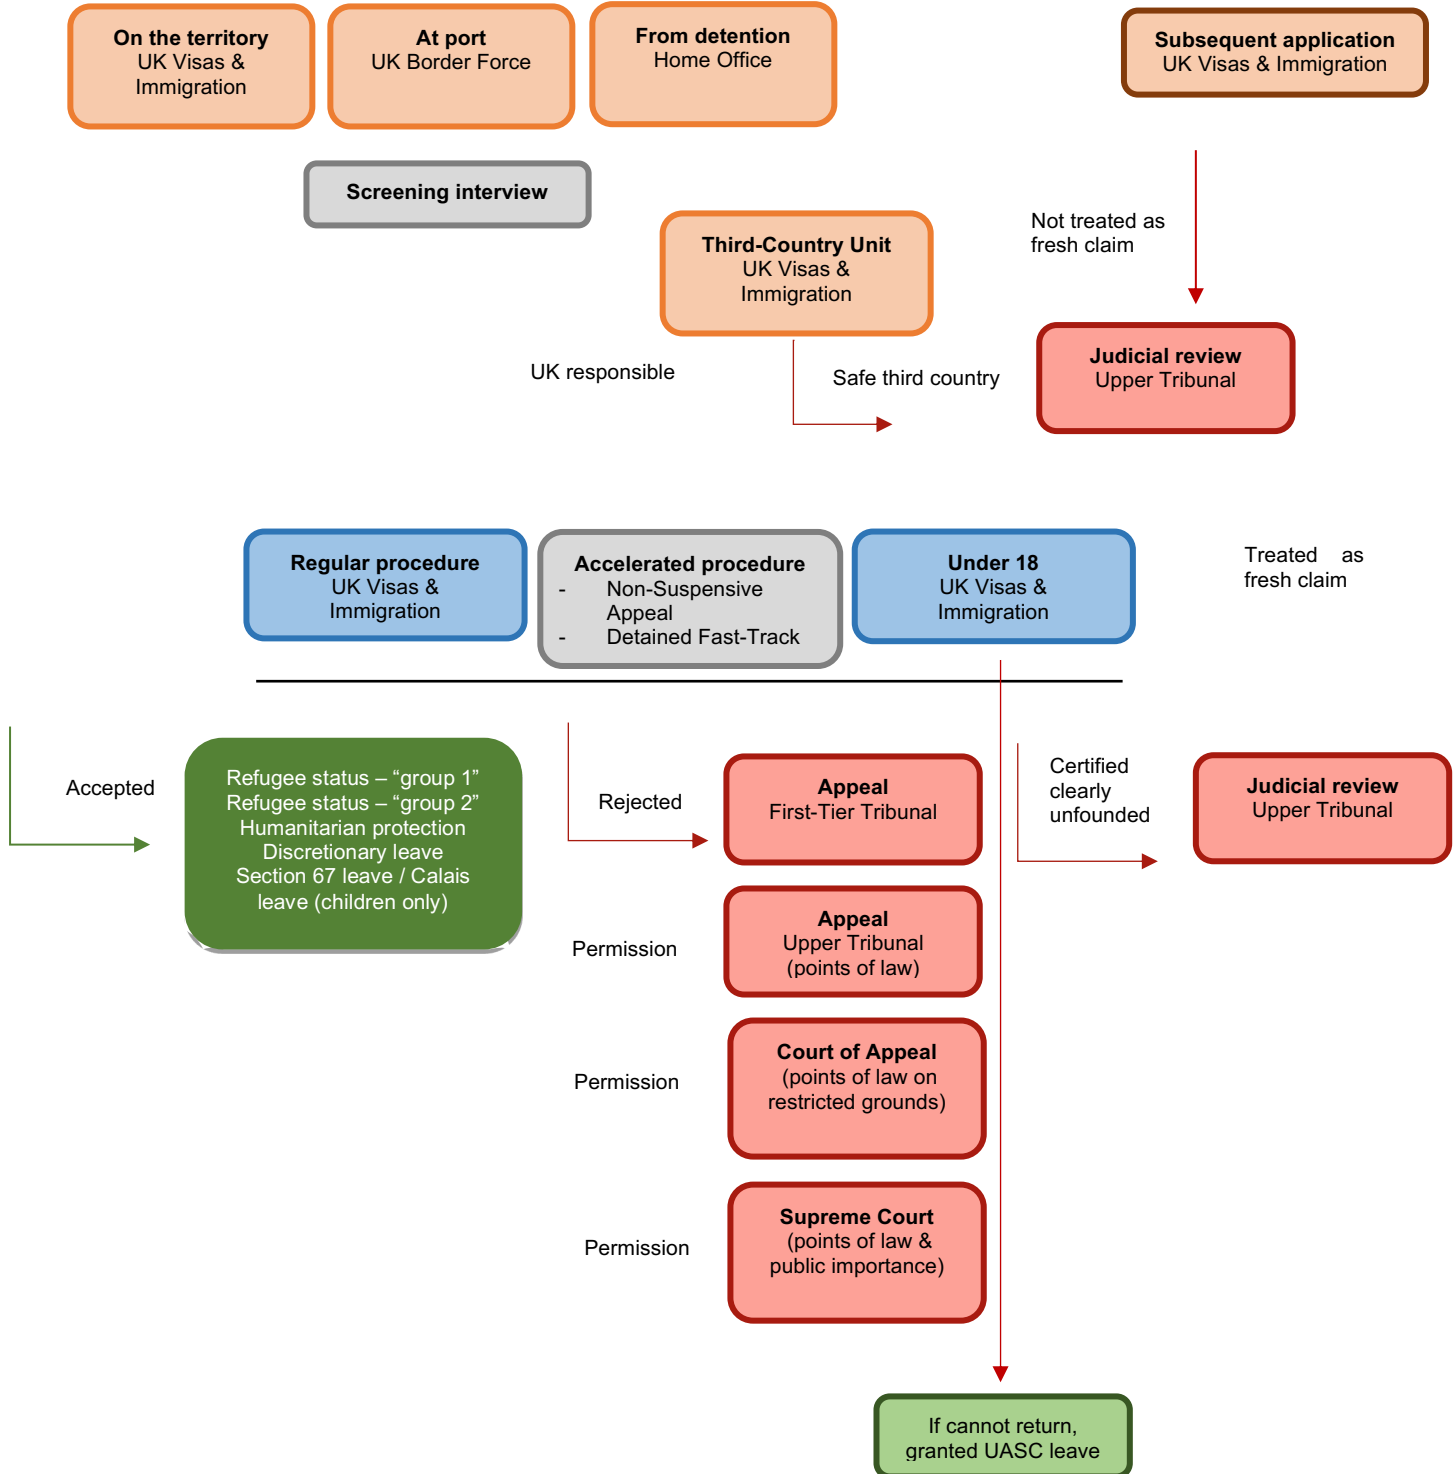 On the territory
UK Visas &
Immigration
At port
UK Border Force
From detention
Home Office
Subsequent application
UK Visas & Immigration
Screening interview
Third-Country Unit
UK Visas &
Immigration
Not treated as
fresh claim
UK responsible
Safe third country
Judicial review
Upper Tribunal
Regular procedure
UK Visas &
Immigration
Accelerated procedure
- Non-Suspensive
Appeal
- Detained Fast-Track
Under 18
UK Visas &
Immigration
Treated as
fresh claim
Accepted
Refugee status – “group 1”
Refugee status – “group 2”
Humanitarian protection
Discretionary leave
Section 67 leave / Calais
leave (children only)
Rejected
Appeal
First-Tier Tribunal
Certified
clearly
unfounded
Judicial review
Upper Tribunal
Permission
Appeal
Upper Tribunal
(points of law)
Permission
Court of Appeal
(points of law on
restricted grounds)
Permission
Supreme Court
(points of law &
public importance)
If cannot return,
granted UASC leave